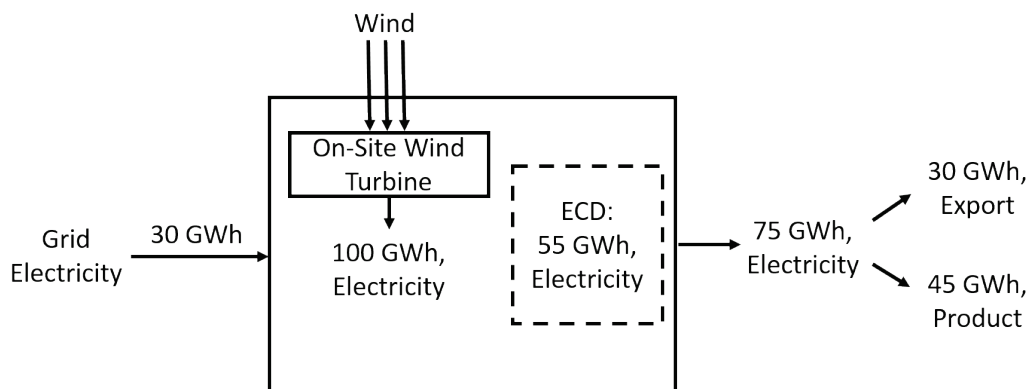 Wind
On-Site Wind
Turbine
100 GWh,
Electricity
Grid
Electricity
30 GWh
ECD:
55 GWh,
Electricity
75 GWh,
Electricity
30 GWh,
Export
45 GWh,
Product